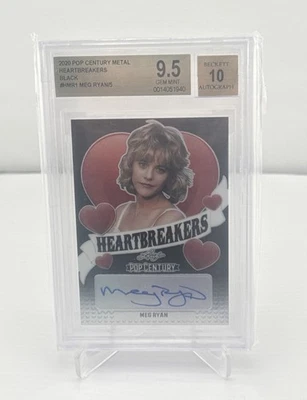 2020 POP CENTURY METAL
HEARTBREAKERS
BLACK
9.5
GEM MINT
BECKETT
10
AUTOGRAPH
HEARTBREAKERS
Leaf
POP CENTURY
Meg Ryan
MEG RYAN